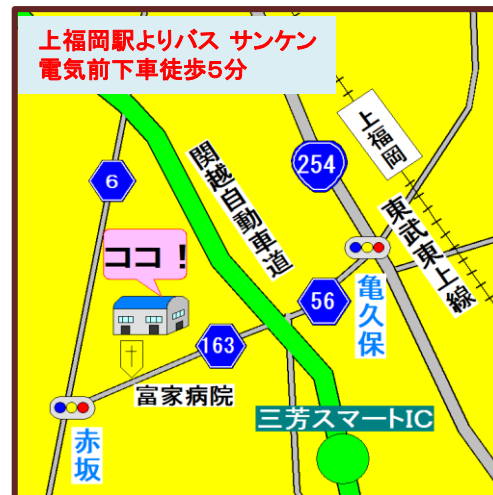 上福岡駅よりバス サンケン
電気前下車徒歩5分
上福岡
254
関越自動車道
6
東武東上線
ココ!
亀久保
56
163
富家病院
三芳スマートIC
赤坂